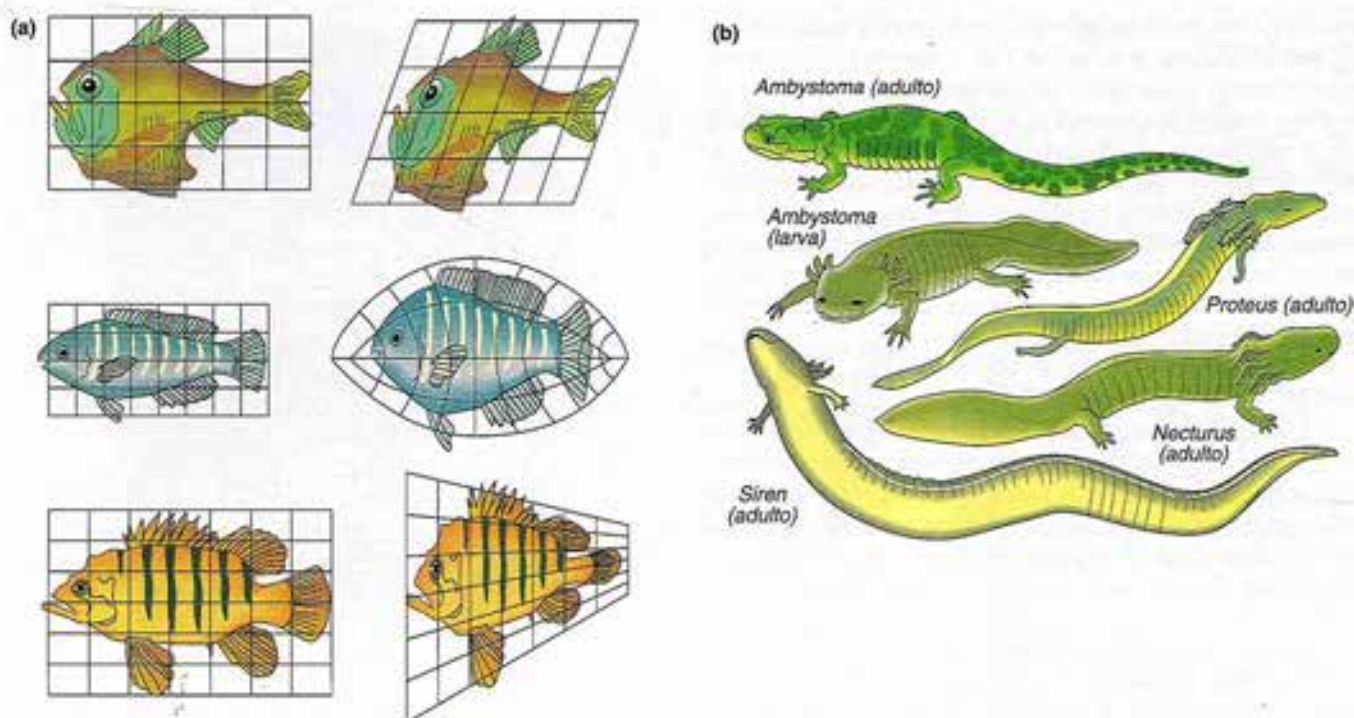 (a)
(b)
Ambystoma (adulto)
Ambystoma
(larva)
Proteus (adulto)
Necturus
(adulto)
Siren
(adulto)